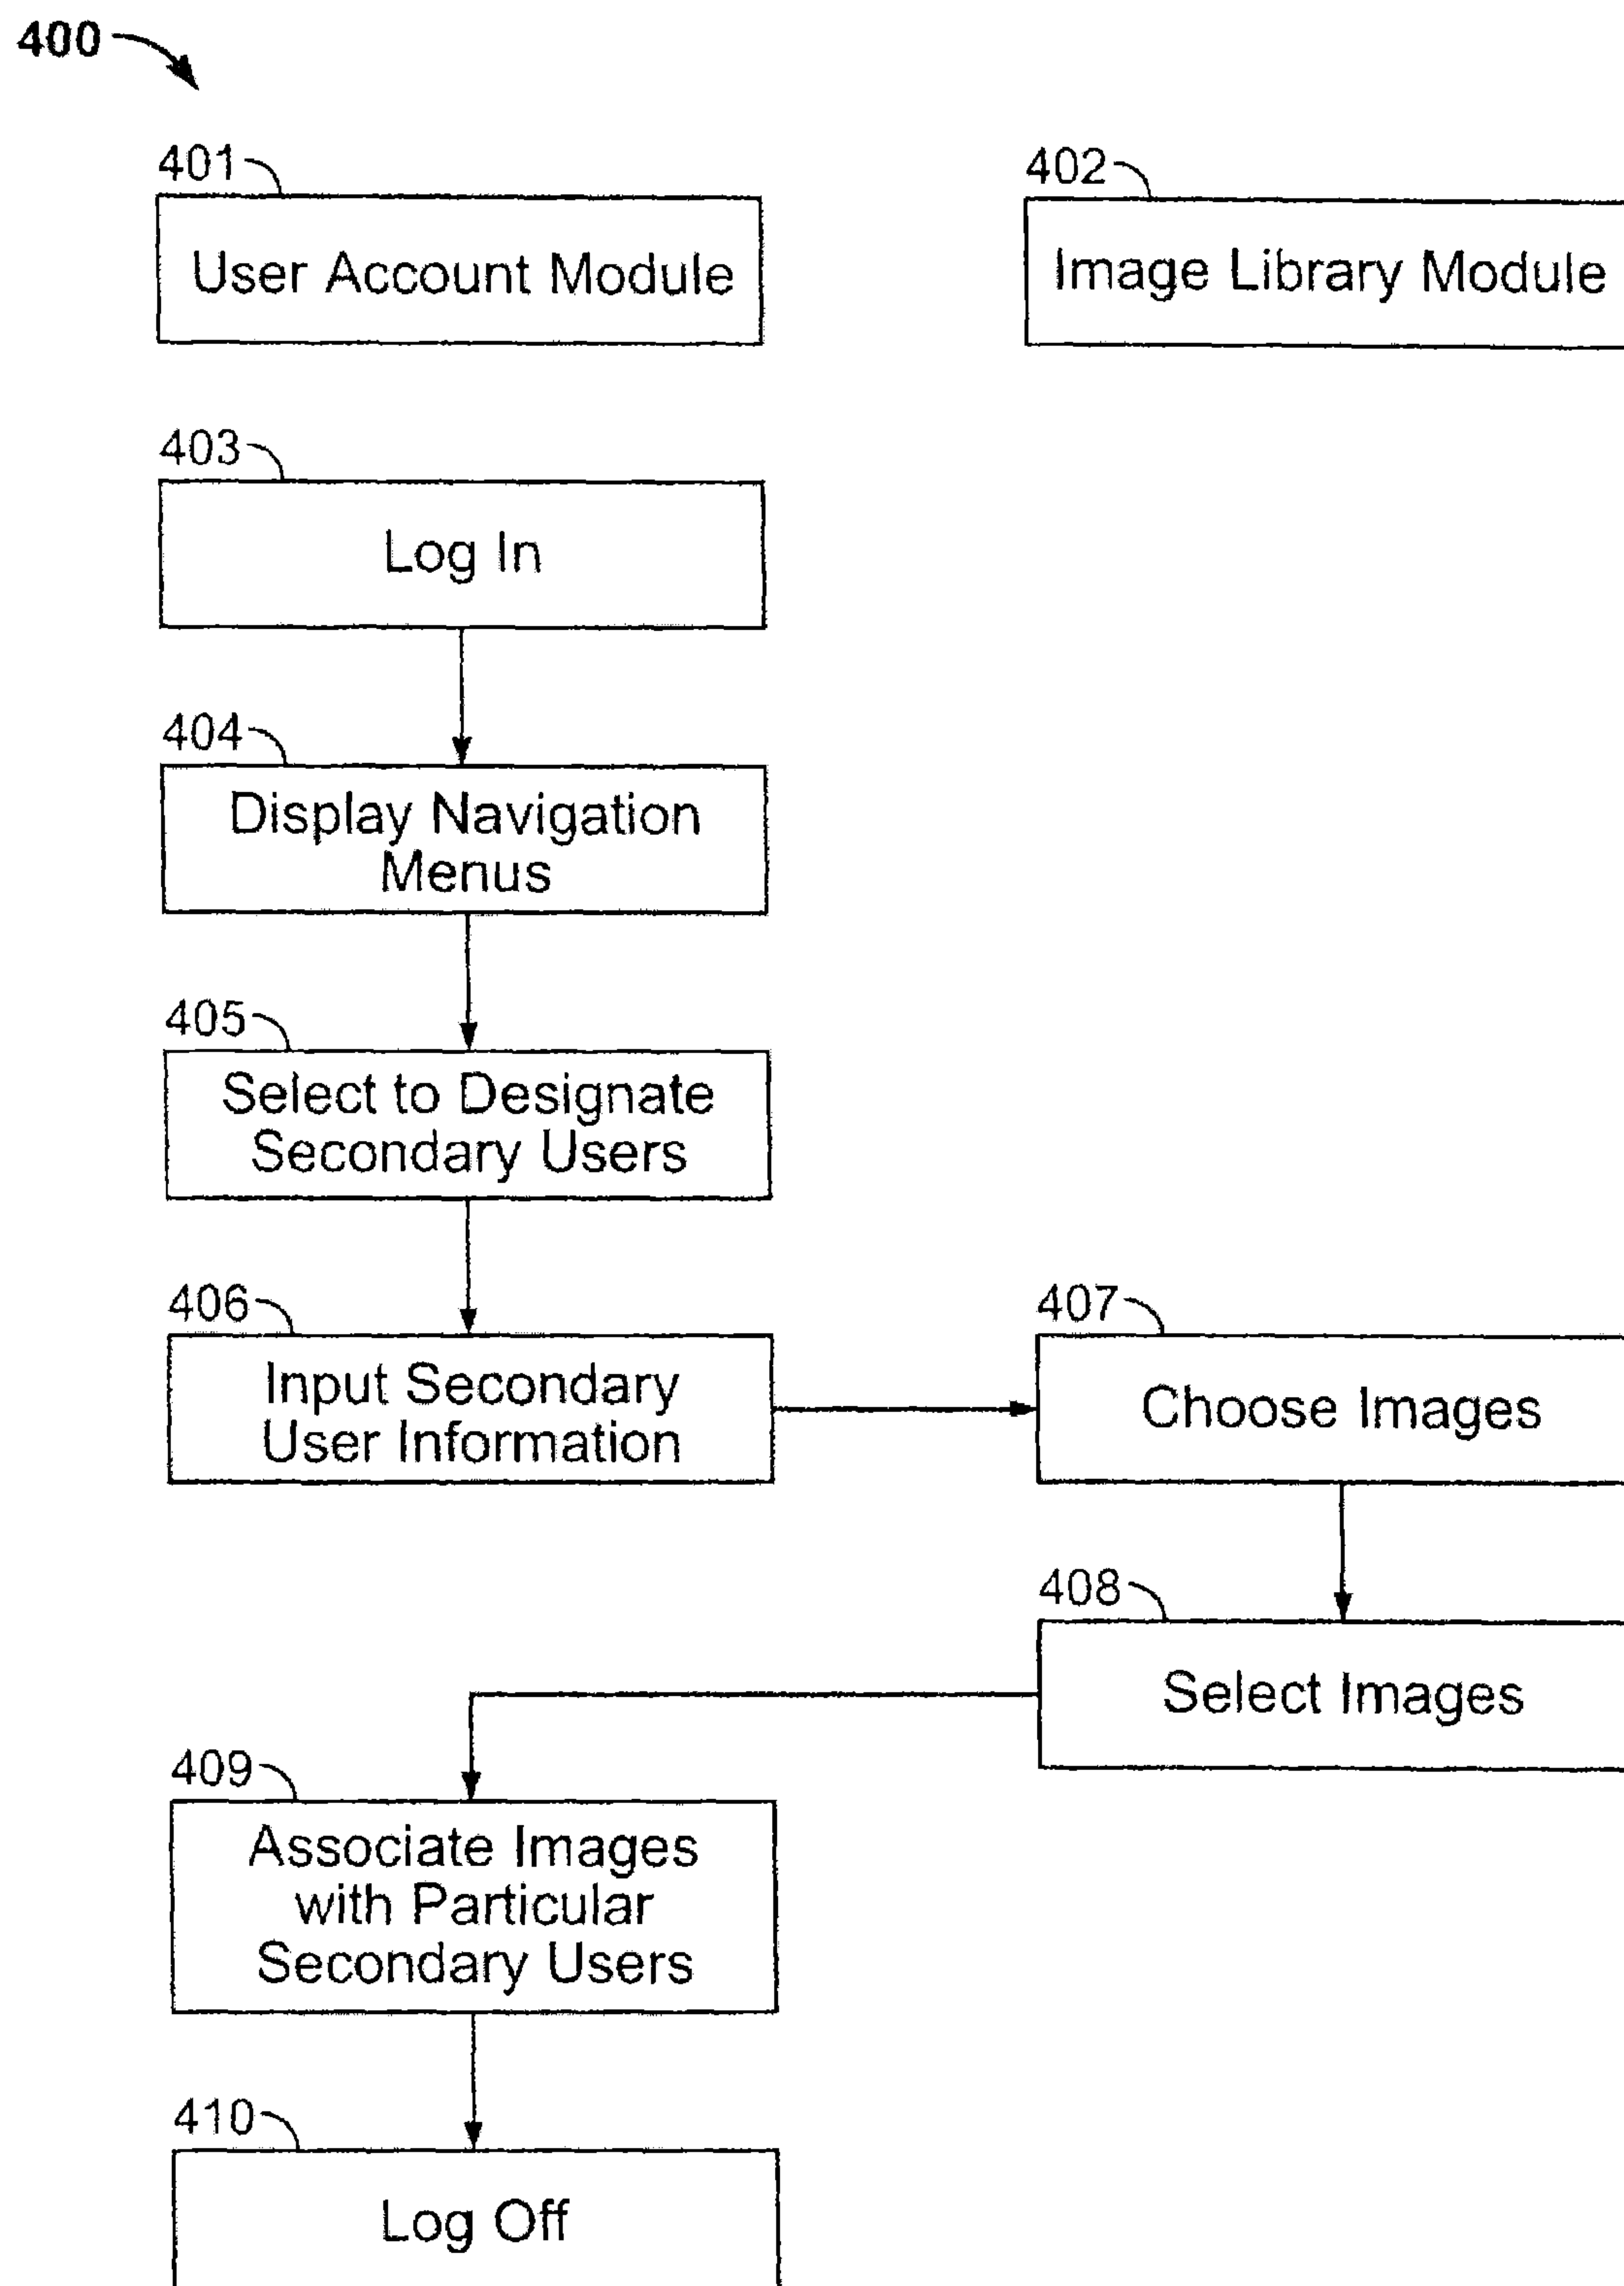 400
401
User Account Module
402
Image Library Module
403
Log In
404
Display Navigation
Menus
405
Select to Designate
Secondary Users
406
Input Secondary
User Information
407
Choose Images
408
Select Images
409
Associate Images
with Particular
Secondary Users
410
Log Off